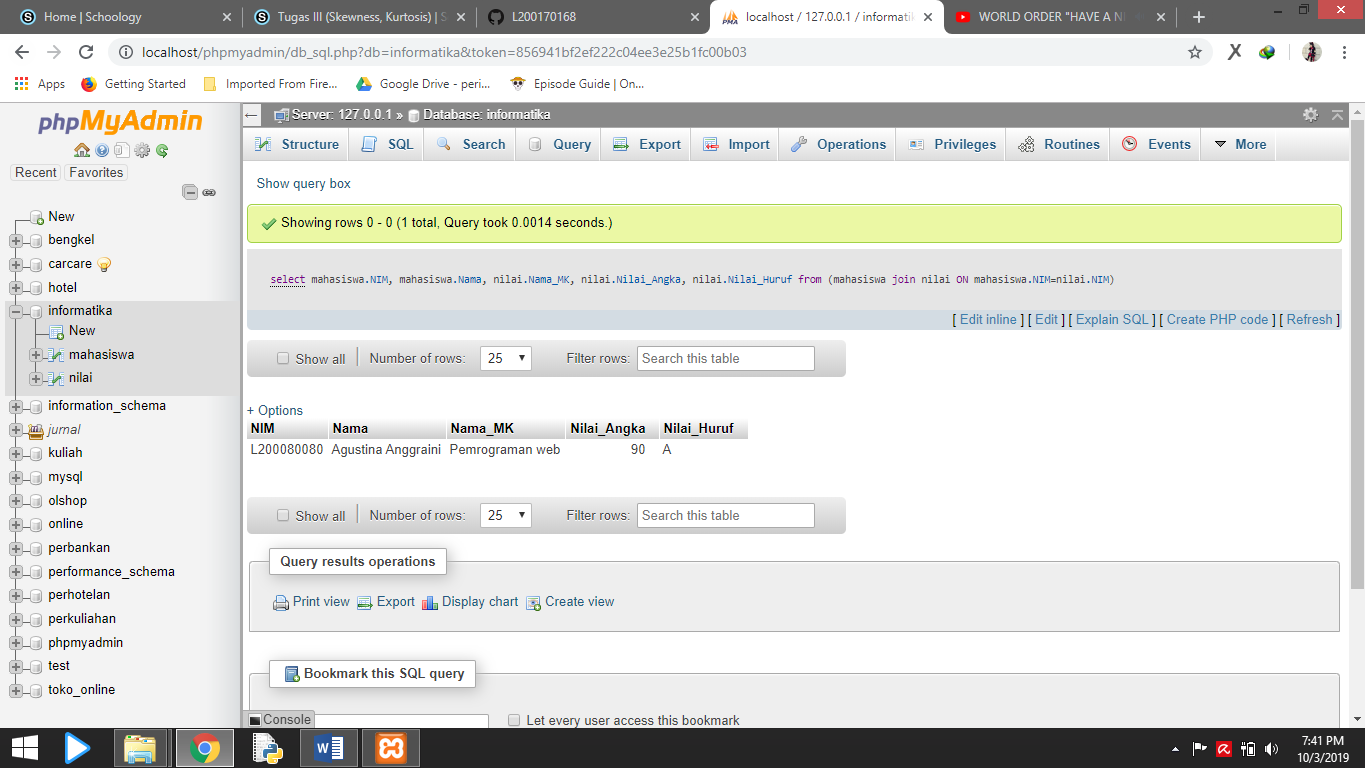 Home | Schoology
Tugas III (Skewness, Kurtosis) | S
L200170168
localhost / 127.0.0.1 / informati
WORLD ORDER "HAVE A N
localhost/phpmyadmin/db_sql.php?db=informatika&token=856941bf2ef222c04ee3e25b1fc00b03
Apps Getting Started Imported From Fire... Google Drive - peri... Episode Guide | On...
phpMyAdmin
Recent Favorites
New
bengkel
carcare
hotel
informatika
New
mahasiswa
nilai
information_schema
jurnal
kuliah
mysql
olshop
online
perbankan
performance_schema
perhotelan
perkuliahan
phpmyadmin
test
toko_online
Server: 127.0.0.1 » Database: informatika
Structure SQL Search Query Export Import Operations Privileges Routines Events More
Show query box
Showing rows 0 - 0 (1 total, Query took 0.0014 seconds.)
select mahasiswa.NIM, mahasiswa.Nama, nilai.Nama_MK, nilai.Nilai_Angka, nilai.Nilai_Huruf from (mahasiswa join nilai ON mahasiswa.NIM=nilai.NIM)
[ Edit inline ] [ Edit ] [ Explain SQL ] [ Create PHP code ] [ Refresh ]
Show all Number of rows: 25 Filter rows: Search this table
+ Options
NIM Nama Nama_MK Nilai_Angka Nilai_Huruf
L200080080 Agustina Anggraini Pemrograman web 90 A
Show all Number of rows: 25 Filter rows: Search this table
Query results operations
Print view Export Display chart Create view
Bookmark this SQL query
Console
Let every user access this bookmark
7:41 PM
10/3/2019